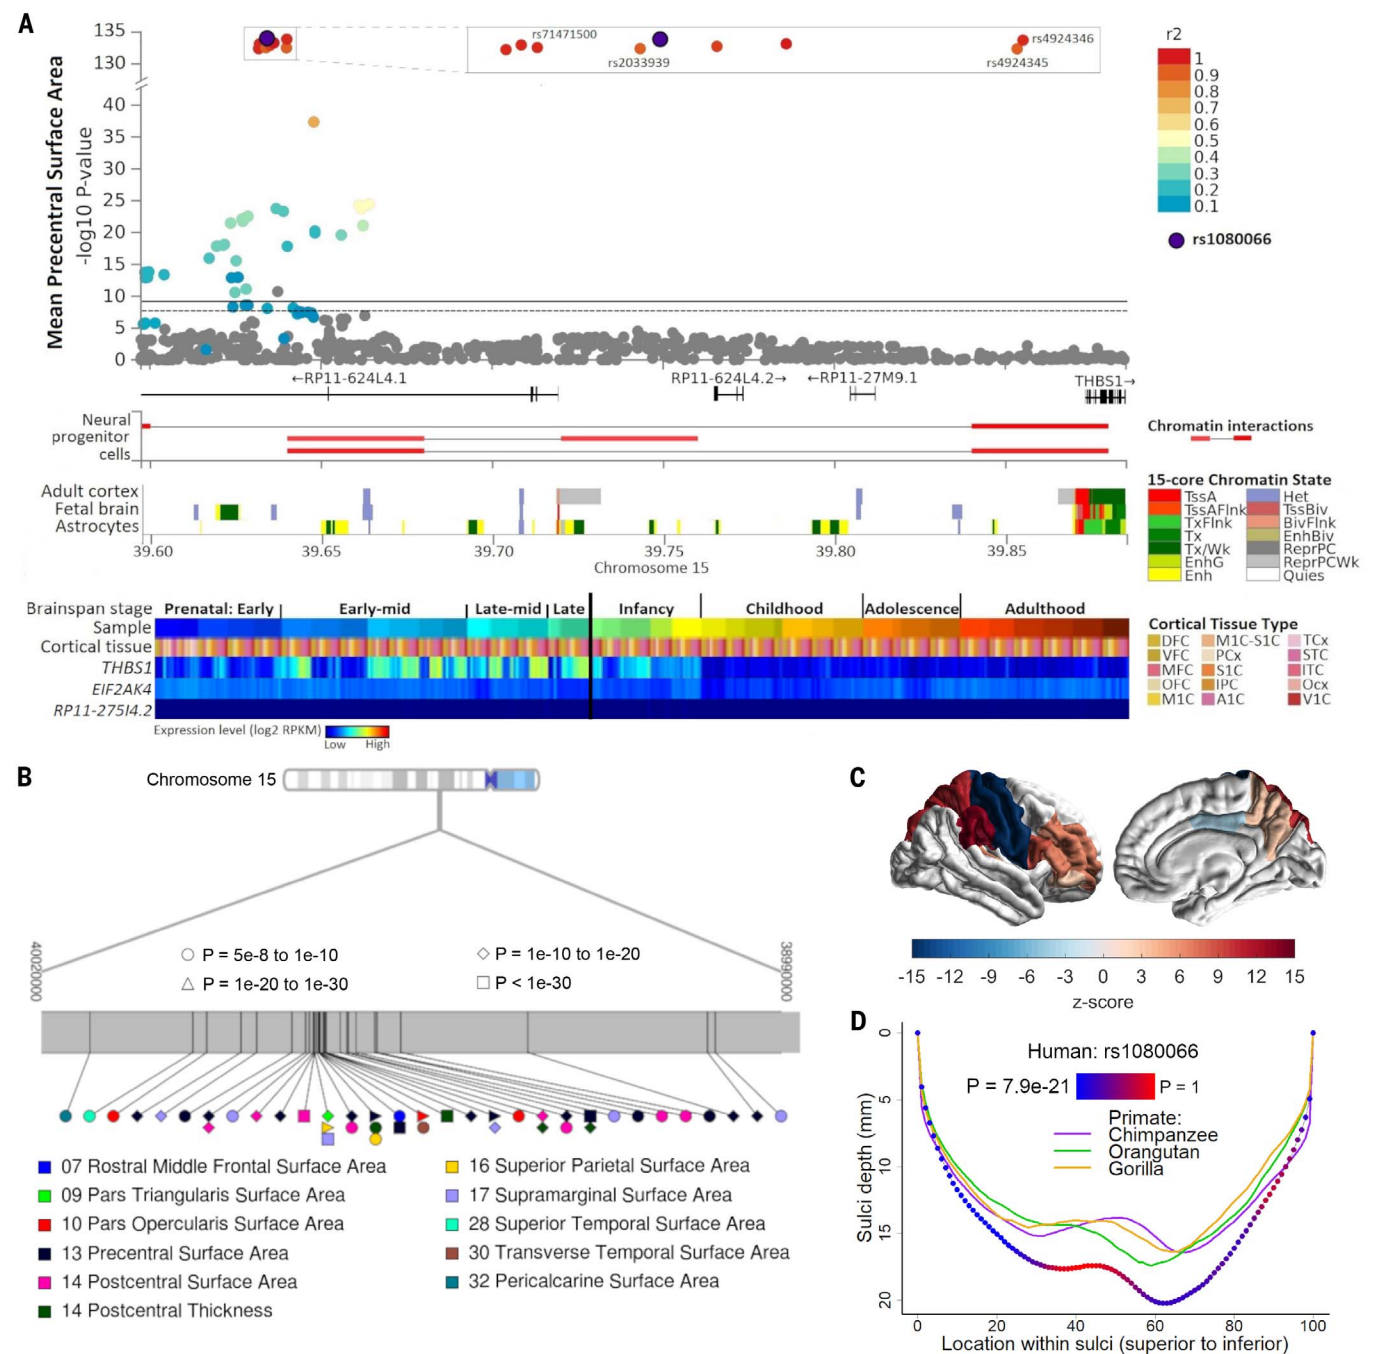 A
Mean Precentral Surface Area
-log10 P-value
135
130
40
35
30
25
20
15
10
5
0
rs71471500
rs2033939
rs4924346
rs4924345
r2
1
0.9
0.8
0.7
0.6
0.5
0.4
0.3
0.2
0.1
rs1080066
←RP11-624L4.1
RP11-624L4.2→
←RP11-27M9.1
THBS1→
Neural
progenitor
cells
Chromatin interactions
Adult cortex
Fetal brain
Astrocytes
39.60
39.65
39.70
39.75
39.80
39.85
Chromosome 15
15-core Chromatin State
TssA
Het
TssAFlnk
TssBiv
TxFlnk
BivFlnk
Tx
EnhBiv
Tx/Wk
ReprPC
EnhG
ReprPCWk
Enh
Quies
Brainspan stage
Prenatal: Early
Early-mid
Late-mid
Late
Infancy
Childhood
Adolescence
Adulthood
Sample
Cortical tissue
THBS1
EIF2AK4
RP11-275I4.2
Expression level (log2 RPKM)
Low
High
Cortical Tissue Type
DFC
M1C-S1C
TCx
VFC
PCx
STC
MFC
S1C
ITC
OFC
IPC
Ocx
M1C
A1C
V1C
B
Chromosome 15
40020000
38990000
P = 5e-8 to 1e-10
P = 1e-10 to 1e-20
P = 1e-20 to 1e-30
P < 1e-30
07 Rostral Middle Frontal Surface Area
09 Pars Triangularis Surface Area
10 Pars Opercularis Surface Area
13 Precentral Surface Area
14 Postcentral Surface Area
14 Postcentral Thickness
16 Superior Parietal Surface Area
17 Supramarginal Surface Area
28 Superior Temporal Surface Area
30 Transverse Temporal Surface Area
32 Pericalcarine Surface Area
C
-15 -12 -9 -6 -3 0 3 6 9 12 15
z-score
D
Sulci depth (mm)
0
5
10
15
20
Human: rs1080066
P = 7.9e-21
P = 1
Primate:
Chimpanzee
Orangutan
Gorilla
0 20 40 60 80 100
Location within sulci (superior to inferior)